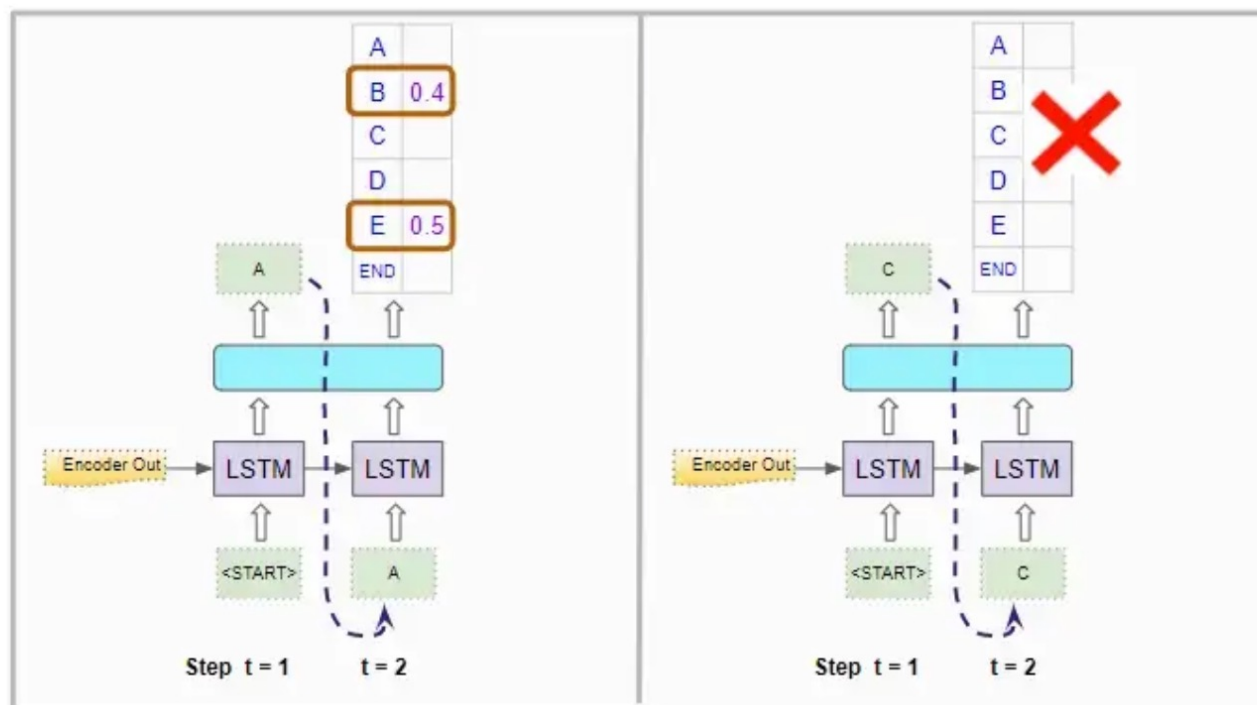 A
B 0.4
C
D
E 0.5
END
A
Encoder Out
LSTM
LSTM
<START>
A
Step t = 1
t = 2
A
B
C
D
E
END
C
Encoder Out
LSTM
LSTM
<START>
C
Step t = 1
t = 2